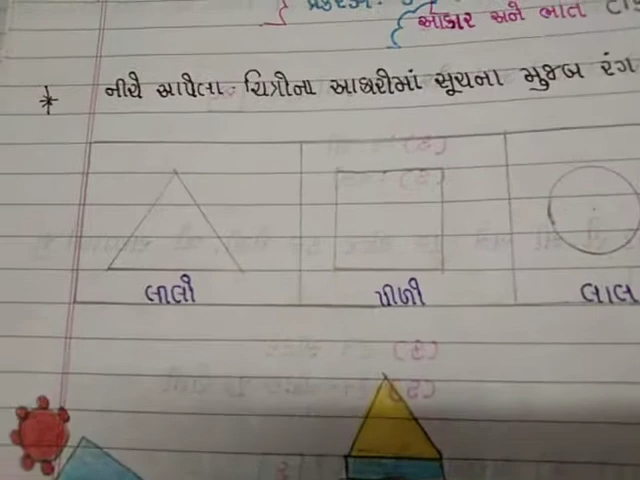 આકાર અને ભાત
* નીચે આપેલા ચિત્રોના આકારોમાં સૂચના મુજબ રંગ
લાલો પીળો લાલ